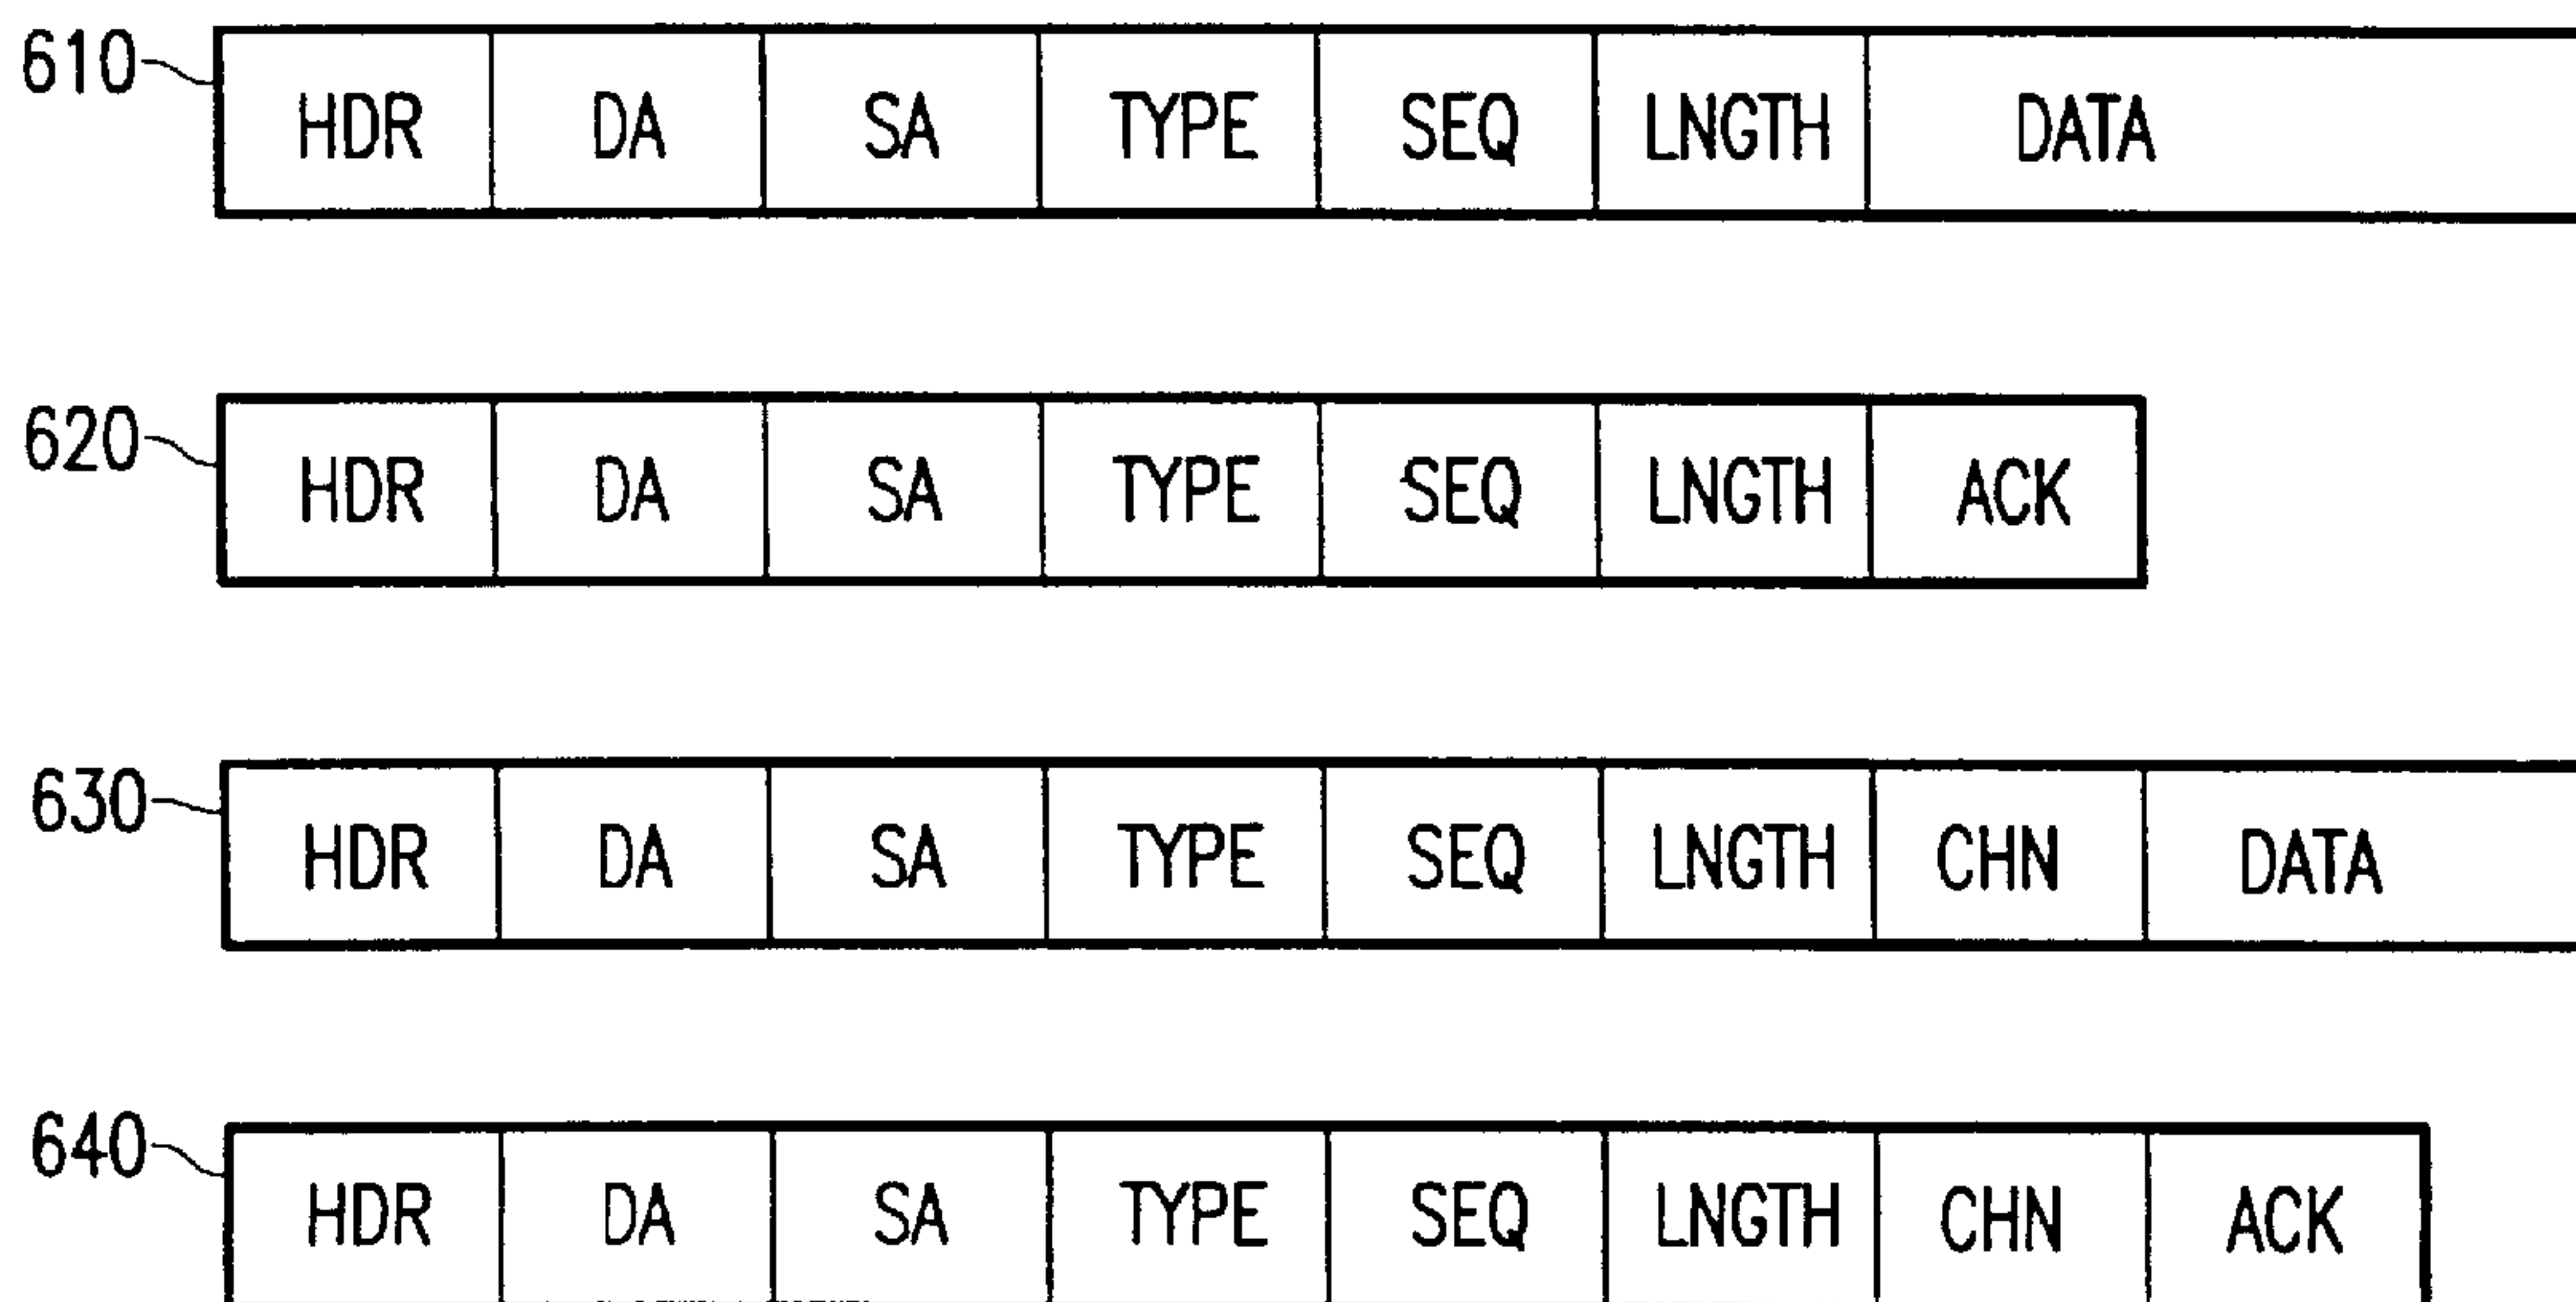 610 HDR DA SA TYPE SEQ LNGTH DATA
620 HDR DA SA TYPE SEQ LNGTH ACK
630 HDR DA SA TYPE SEQ LNGTH CHN DATA
640 HDR DA SA TYPE SEQ LNGTH CHN ACK